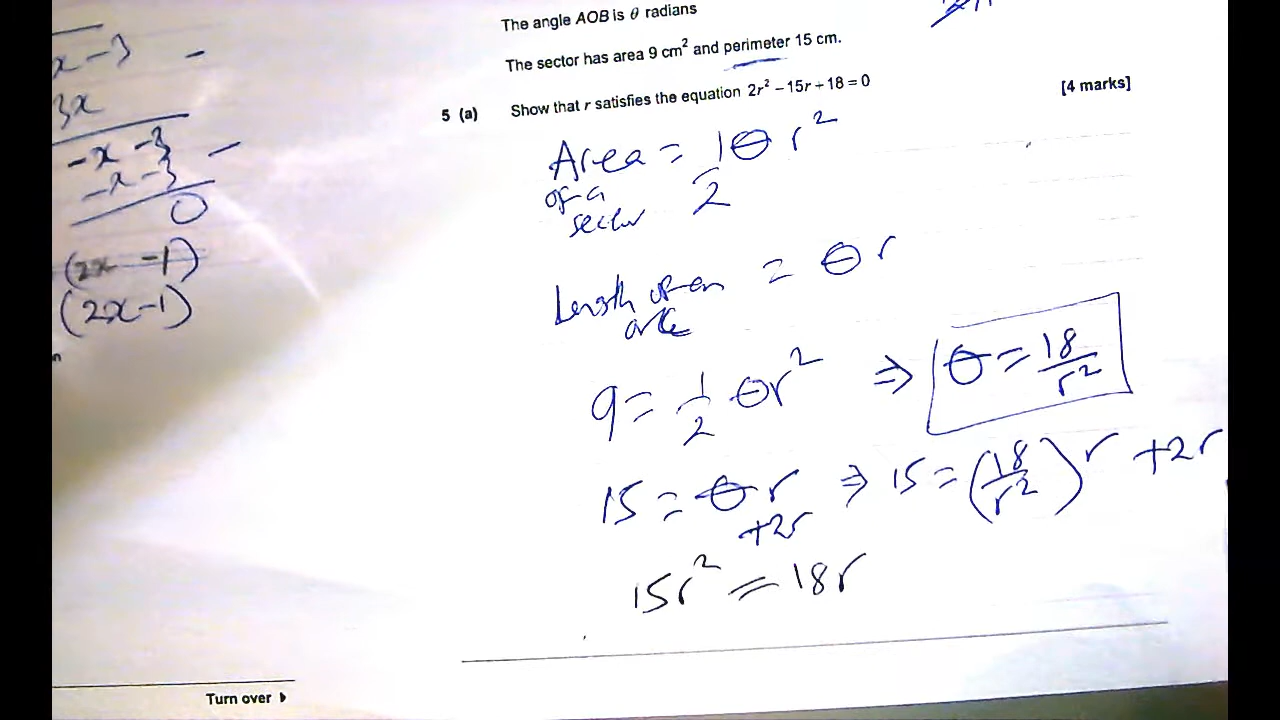 x - 3 -
3x
-x - 3 -
-x - 3
0
(2x - 1)
(2x - 1)
The angle AOB is θ radians
The sector has area 9 cm² and perimeter 15 cm.
5 (a) Show that r satisfies the equation 2r² − 15r + 18 = 0
[4 marks]
Area of a sector = 1/2 θ r²
Length of an arc = θ r
9 = 1/2 θr² ⇒ θ = 18/r²
15 = θ r + 2r ⇒ 15 = (18/r²) r + 2r
15r² = 18r
Turn over